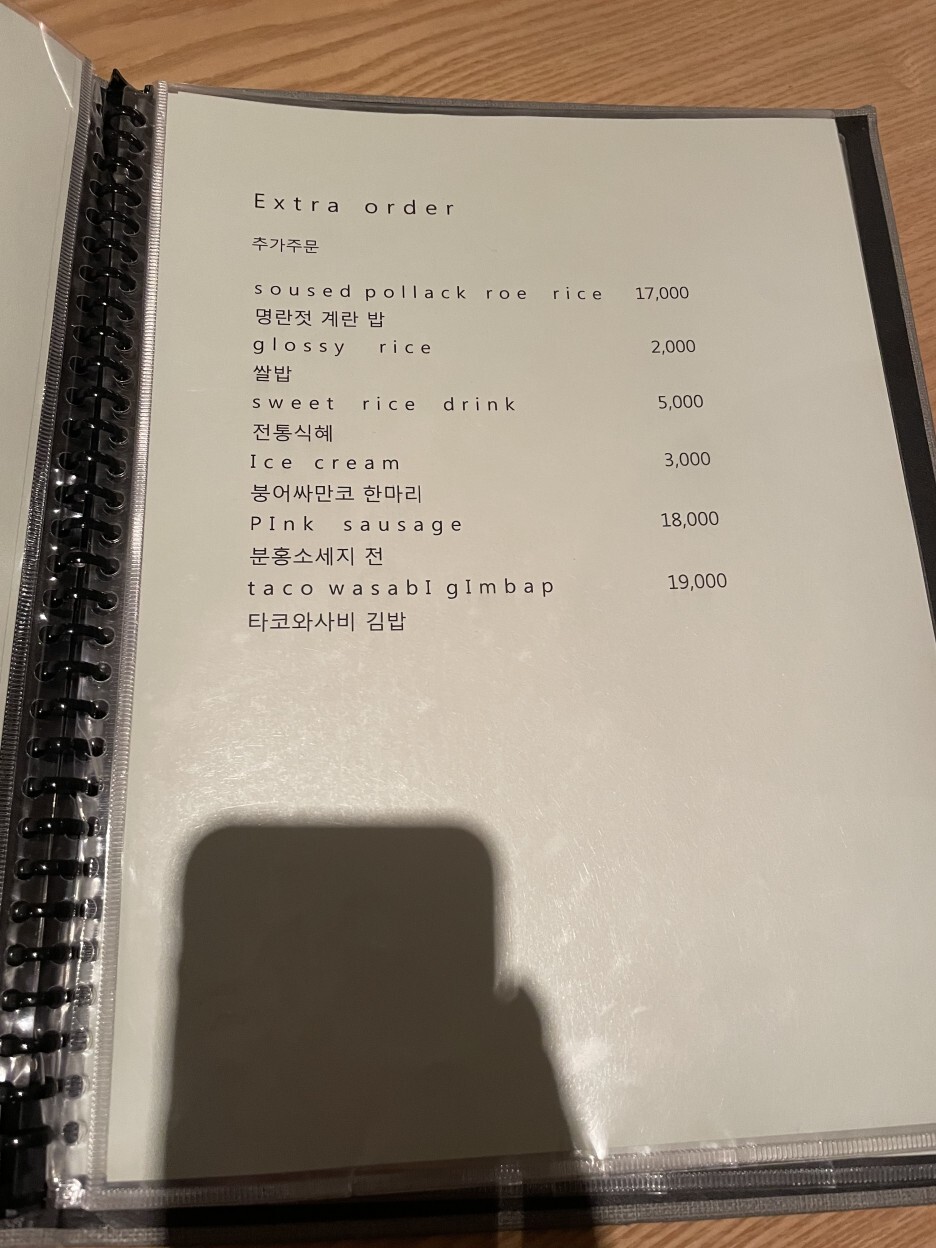 Extra order
추가주문
soused pollack roe rice 17,000
명란젓 계란 밥
glossy rice 2,000
쌀밥
sweet rice drink 5,000
전통식혜
Ice cream 3,000
붕어싸만코 한마리
PInk sausage 18,000
분홍소세지 전
taco wasabI gImbap 19,000
타코와사비 김밥